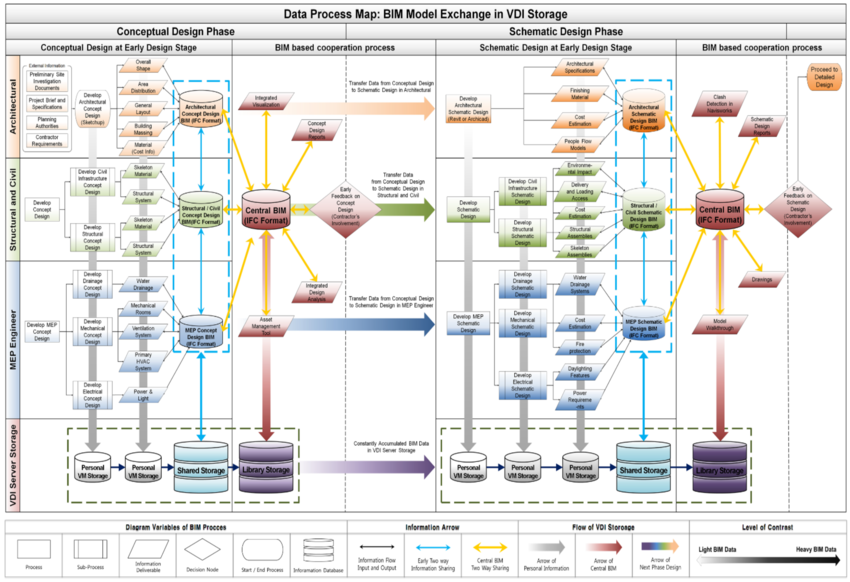 Data Process Map: BIM Model Exchange in VDI Storage
Conceptual Design Phase
Schematic Design Phase
Conceptual Design at Early Design Stage
BIM based cooperation process
Schematic Design at Early Design Stage
BIM based cooperation process
Architectural
External Information
Preliminary Site
Investigation
Documents
Project Brief and
Specifications
Planning
Authorities
Contractor
Requirements
Develop
Architectural
Concept
Design
(Sketchup)
Overall
Shape
Area
Distribution
General
Layout
Building
Massing
Material
(Cost Info)
Architectural
Concept Design
BIM (IFC Format)
Integrated
Visualization
Concept
Design
Reports
Transfer Data from Conceptual Design
to Schematic Design in Architectural
Develop
Architectural
Schematic Design
(Revit or Archicad)
Architectural
Specifications
Finishing
Material
Cost
Estimation
People Flow
Models
Architectural
Schematic
Design BIM
(IFC Format)
Clash
Detection in
Navisworks
Schematic
Design Reports
Proceed to
Detailed
Design
Structural and Civil
Develop
Concept Design
Develop Civil
Infrastructure
Concept Design
Develop
Structural
Concept Design
Skeleton
Material
Structural
System
Skeleton
Material
Structural
System
Structural / Civil
Concept Design
BIM(IFC Format)
Central BIM
(IFC Format)
Early
Feedback on
Concept
Design
(Contractor's
Involvement)
Transfer Data
from Conceptual Design
to Schematic Design in
Structural and Civil
Develop
Schematic Design
Develop Civil
Infrastructure
Schematic Design
Develop
Structural
Schematic Design
Environme-
ntal Impact
Delivery and
Loading Access
Cost
Estimation
Structural
Assemblies
Skeleton
Assemblies
Structural /
Civil Schematic
Design BIM
(IFC Format)
Central BIM
(IFC Format)
Early
Feedback on
Schematic
Design
(Contractor's
Involvement)
MEP Engineer
Develop MEP
Concept Design
Develop
Drainage
Concept
Design
Develop
Mechanical
Concept
Design
Develop
Electrical
Concept
Design
Water
Drainage
Mechanical
Rooms
Ventilation
System
Primary
HVAC
System
Power &
Light
MEP Concept
Design BIM
(IFC Format)
Integrated
Design
Analysis
Asset
Management
Tool
Transfer Data from Conceptual Design
to Schematic Design in MEP Engineer
Develop MEP
Schematic Design
Develop
Drainage
Schematic
Design
Develop
Mechanical
Schematic
Design
Develop
Electrical
Schematic
Design
Water
Drainage
Systems
Cost
Estimation
Fire
protection
Daylighting
Features
Power
Requireme-
nts
MEP Schematic
Design BIM
(IFC Format)
Drawings
Model
Walkthrough
VDI Server Storage
Personal
VM Storage
Personal
VM Storage
Shared Storage
Library Storage
Constantly Accumulated BIM Data
in VDI Server Storage
Personal
VM Storage
Personal
VM Storage
Personal
VM Storage
Shared Storage
Library Storage
Diagram Variables of BIM Procces
Information Arrow
Flow of VDI Storoage
Level of Contrast
Process
Sub-Process
Information
Deliverable
Decision Node
Start / End Process
Information Database
Information Flow
Input and Output
Early Two way
Information Sharing
Central BIM
Two Way Sharing
Arrow of
Personal Information
Arrow of
Central BIM
Arrow of
Next Phase Design
Light BIM Data
Heavy BIM Data